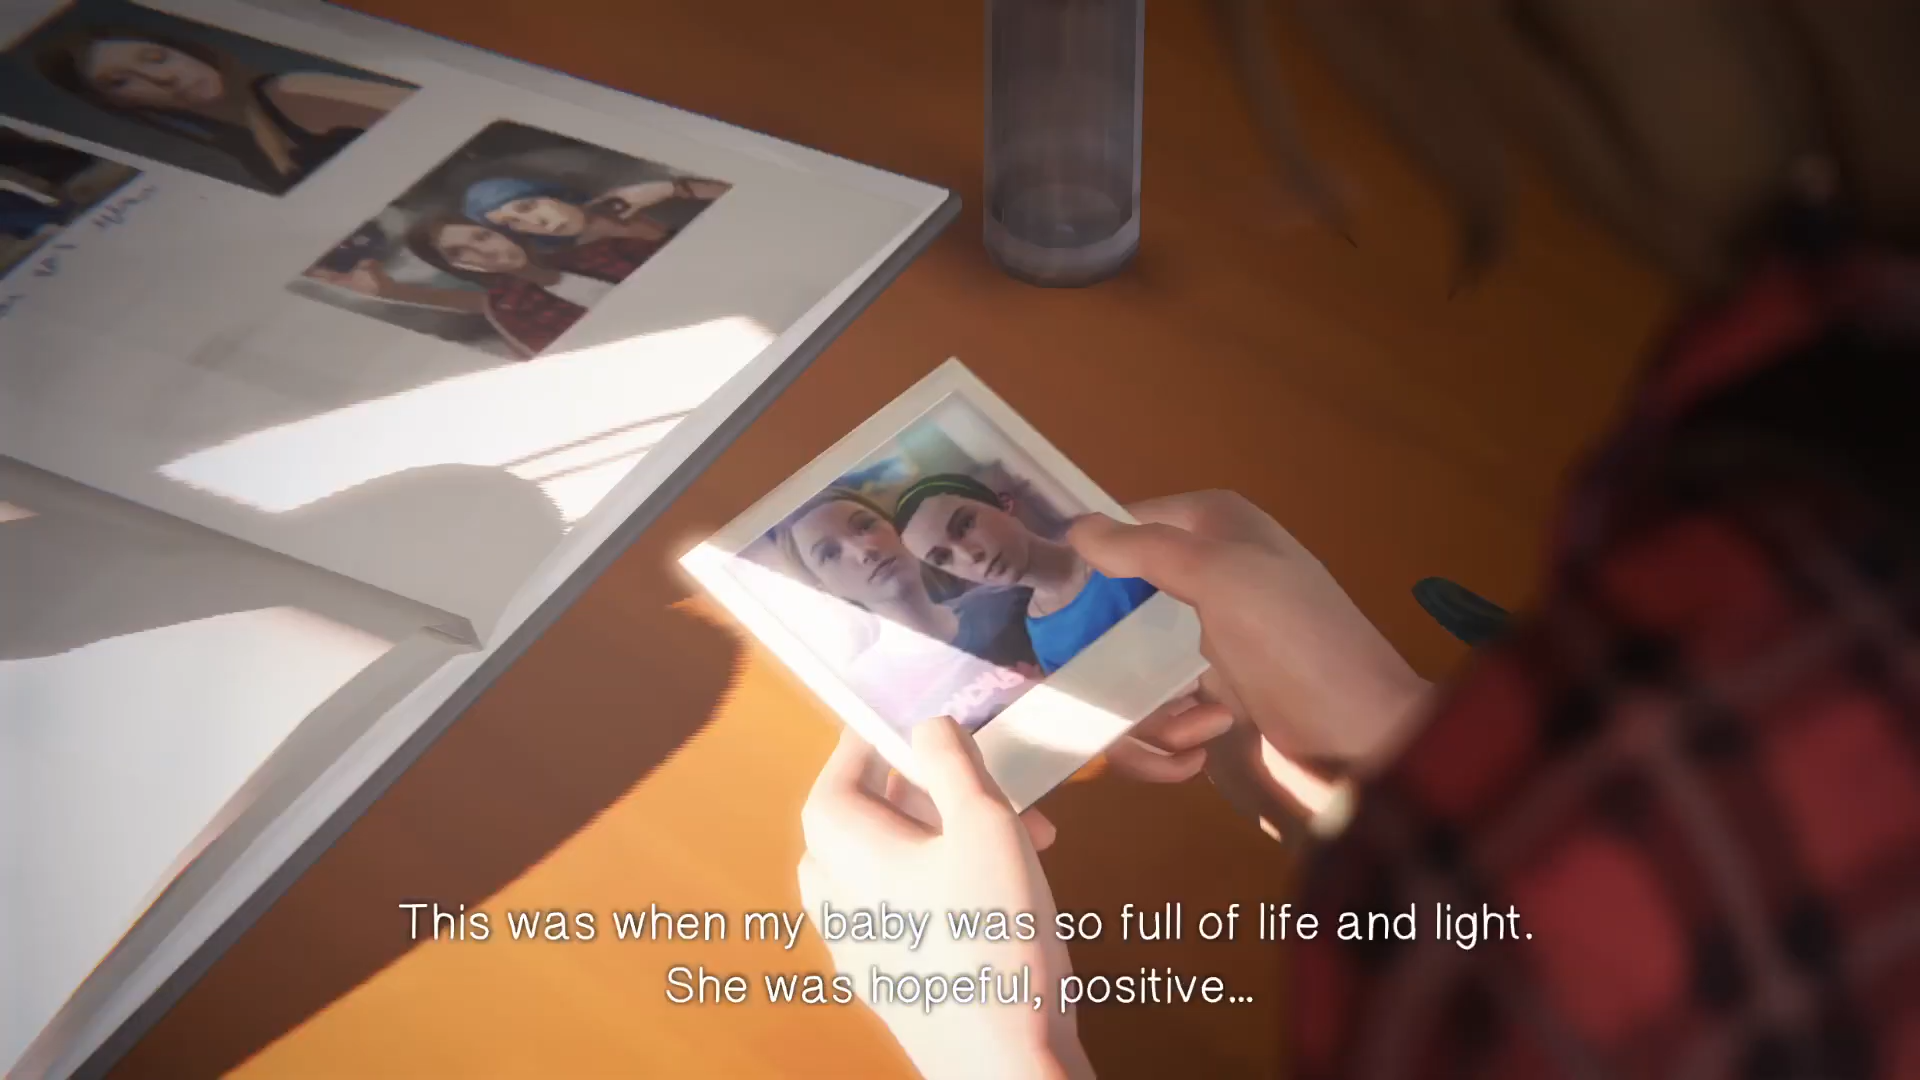 This was when my baby was so full of life and light.
She was hopeful, positive...